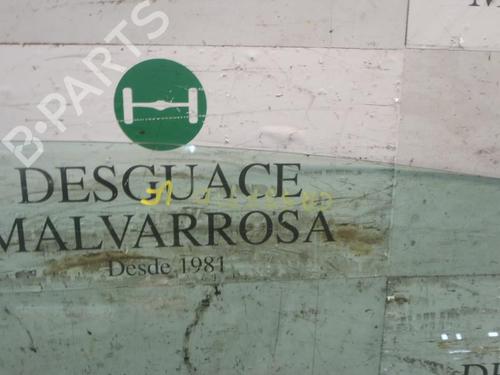 B-PARTS
DESGUACE
MALVARROSA
Desde 1981